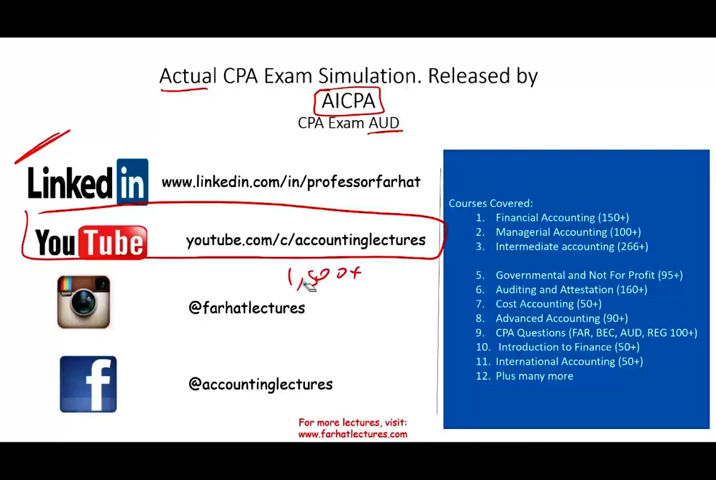 Actual CPA Exam Simulation. Released by
AICPA
CPA Exam AUD
Linked in www.linkedin.com/in/professorfarhat
YouTube youtube.com/c/accountinglectures
1,800+
@farhatlectures
f @accountinglectures
For more lectures, visit:
www.farhatlectures.com
Courses Covered:
1. Financial Accounting (150+)
2. Managerial Accounting (100+)
3. Intermediate accounting (266+)
5. Governmental and Not For Profit (95+)
6. Auditing and Attestation (160+)
7. Cost Accounting (50+)
8. Advanced Accounting (90+)
9. CPA Questions (FAR, BEC, AUD, REG 100+)
10. Introduction to Finance (50+)
11. International Accounting (50+)
12. Plus many more